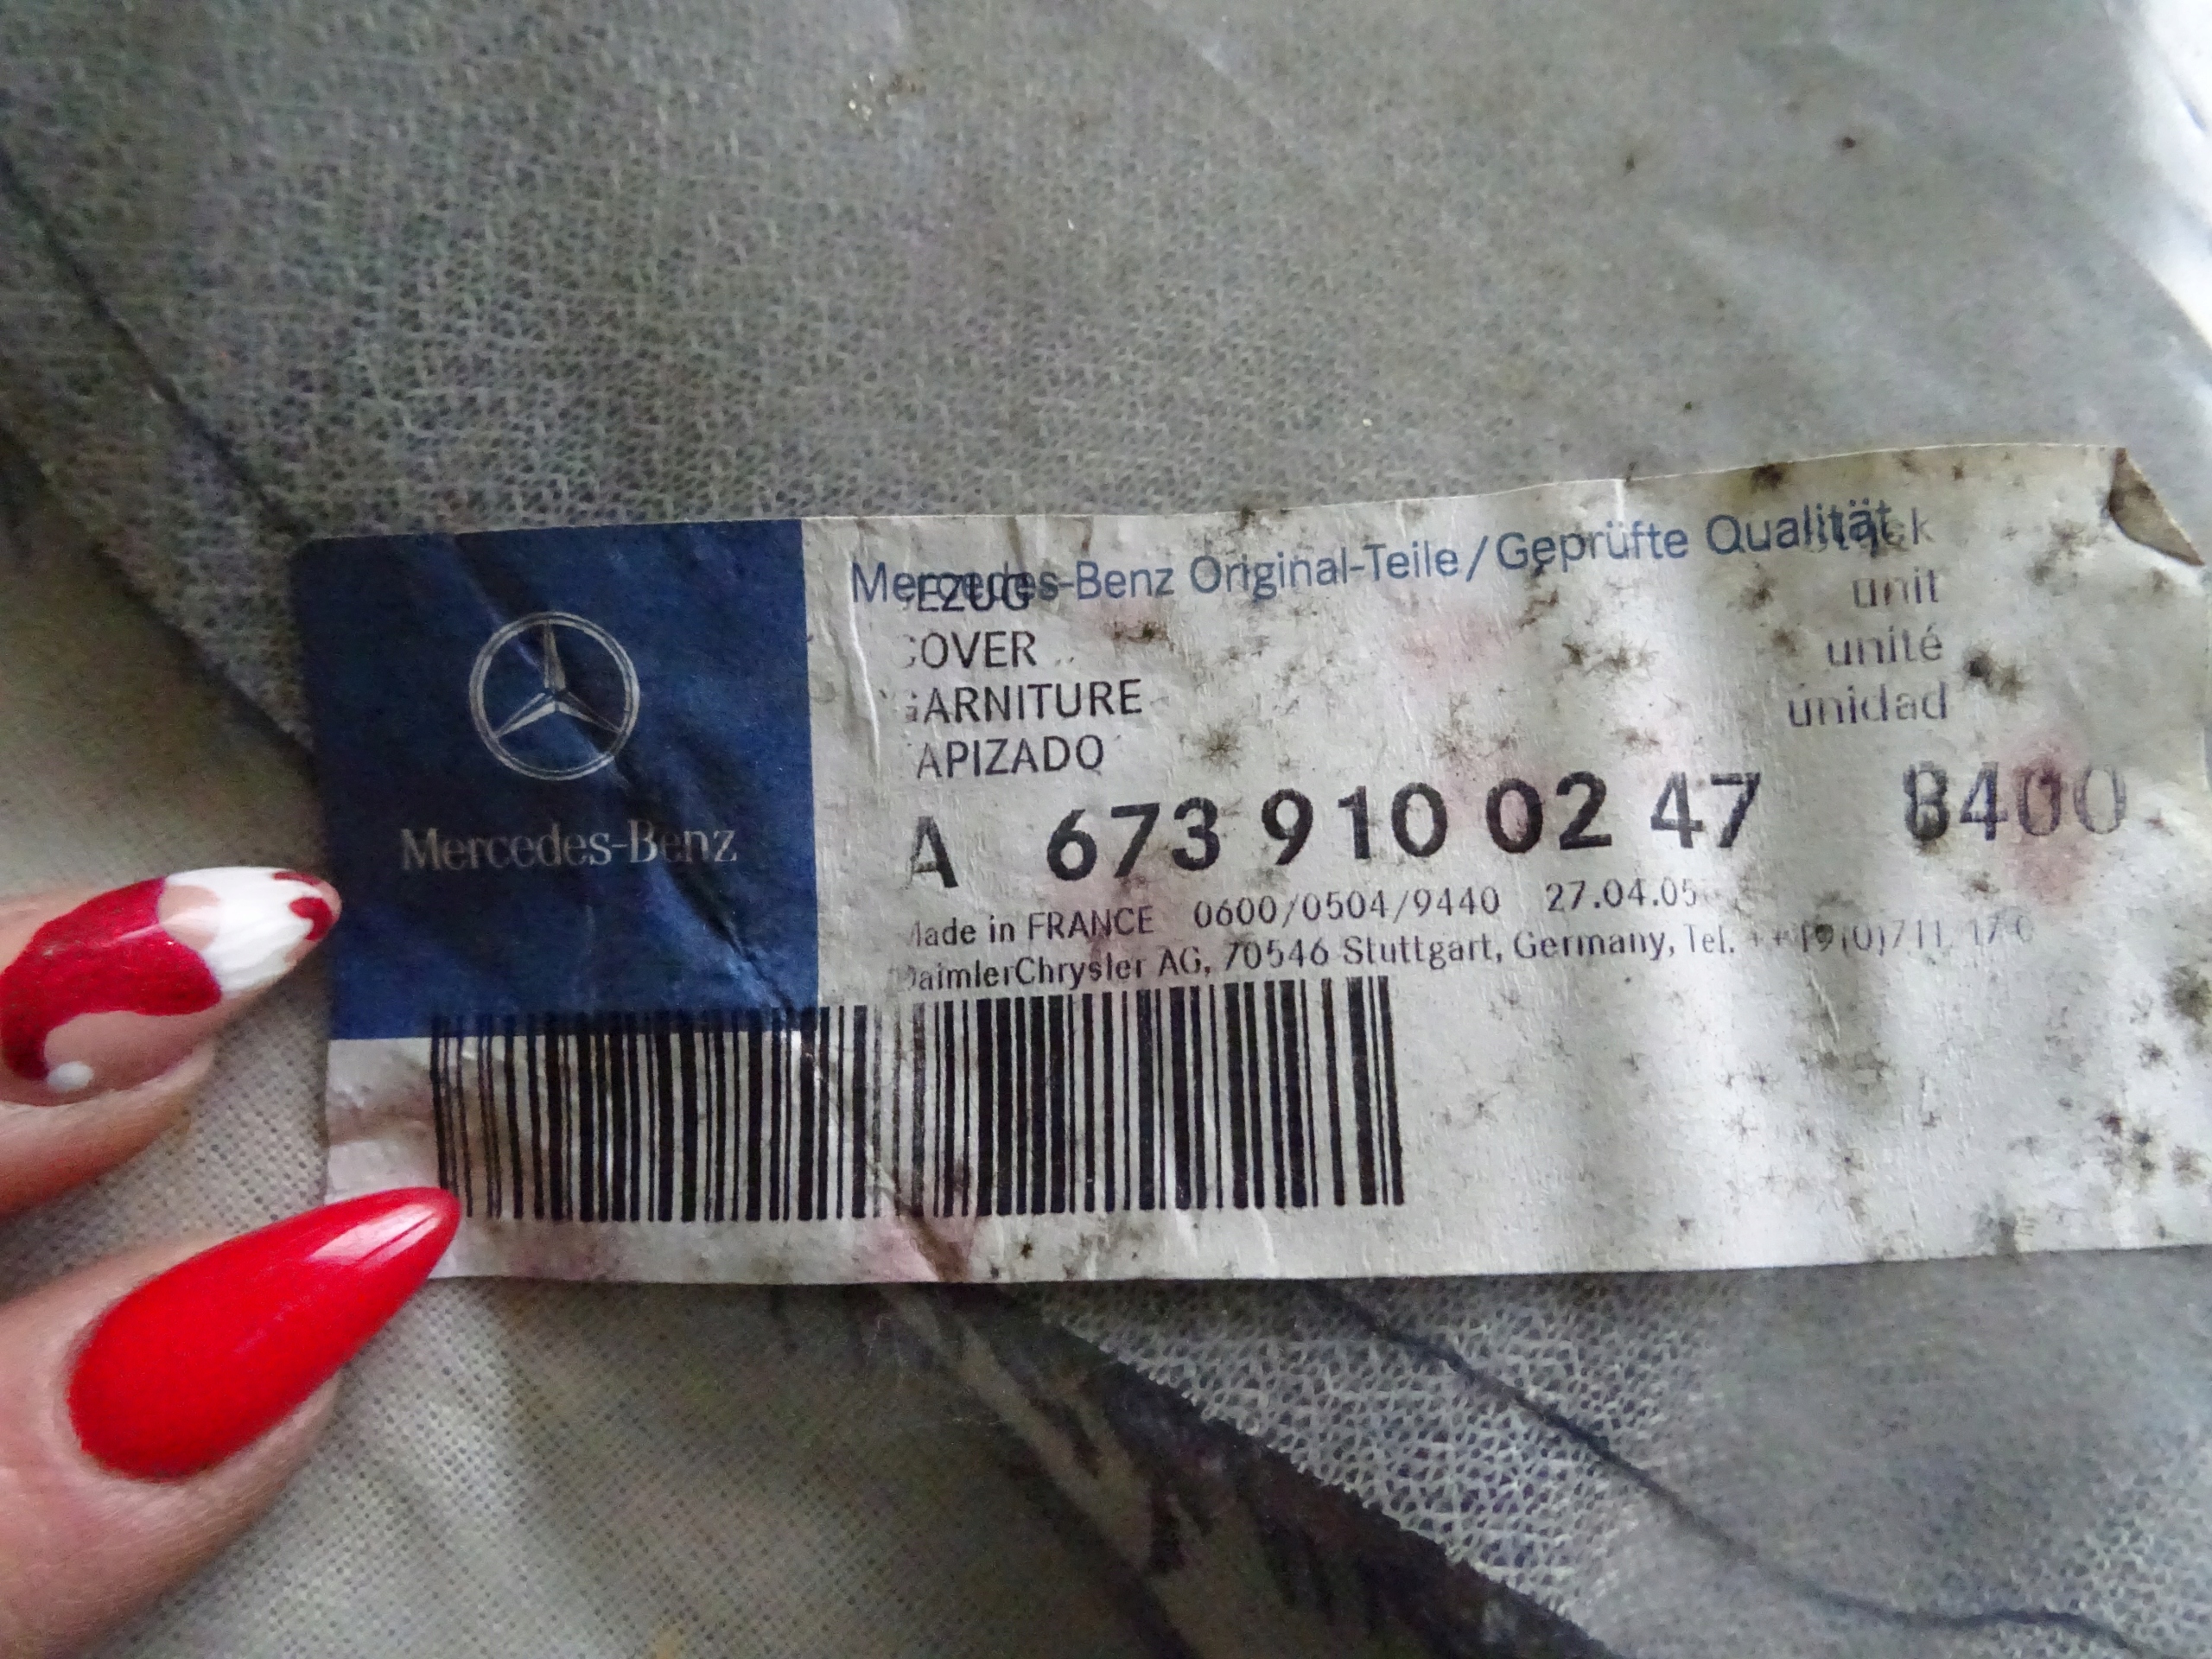 Mercedes-Benz
Mercedes-Benz Original-Teile/Geprüfte Qualität
EZUG
COVER
GARNITURE
APIZADO
unit
unité
unidad
A 673 910 02 47 8400
Made in FRANCE 0600/0504/9440 27.04.05
DaimlerChrysler AG, 70546 Stuttgart, Germany, Tel.